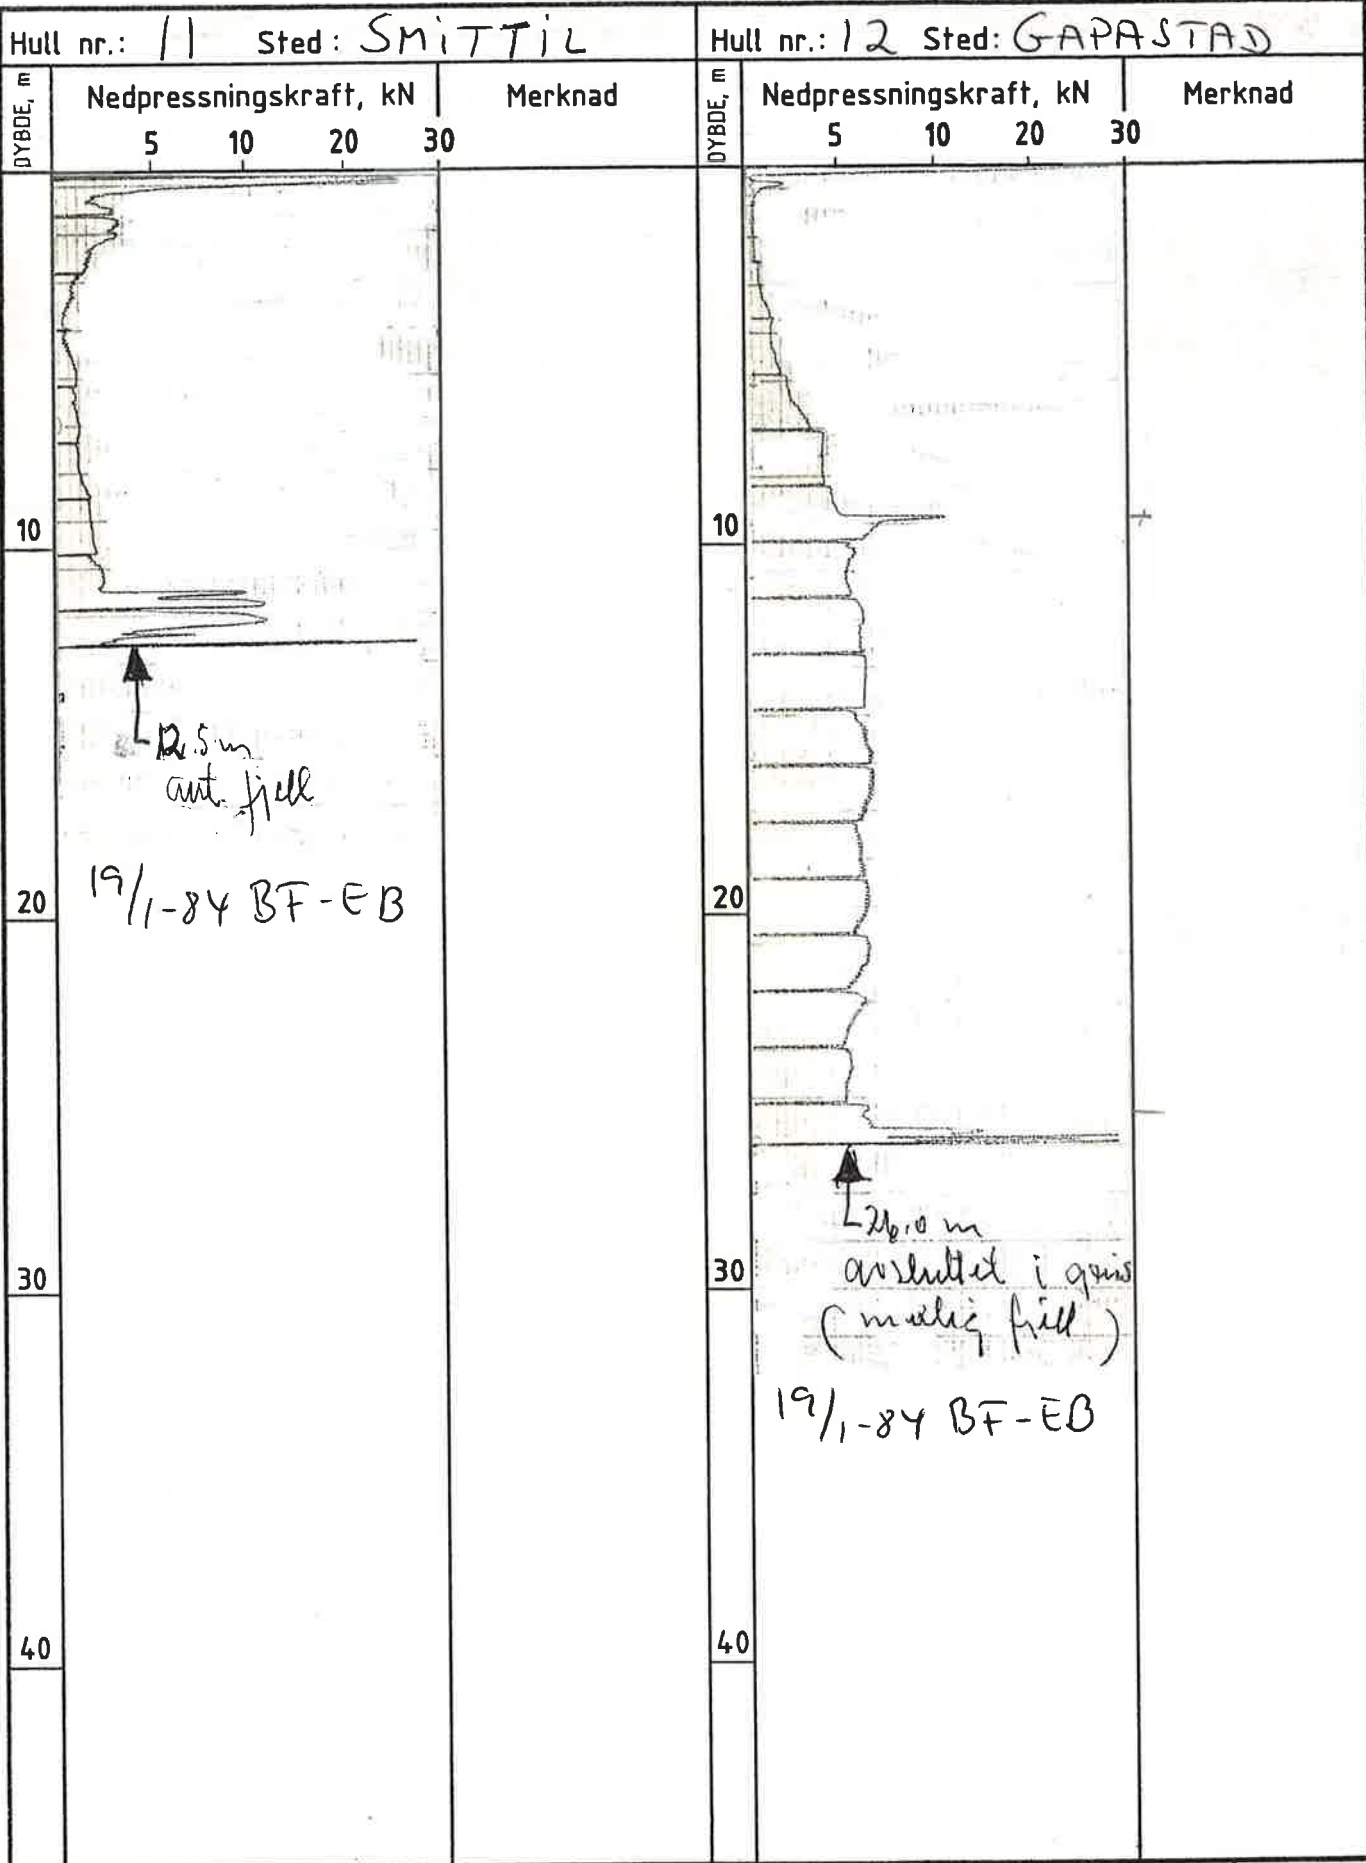 Hull nr.: 11 Sted: SMITTIL
DYBDE, m
Nedpressningskraft, kN
Merknad
5 10 20 30
10
12.5 m
ant. fjell
19/1-84 BF-EB
20
30
40
Hull nr.: 12 Sted: GAPASTAD
DYBDE, m
Nedpressningskraft, kN
Merknad
5 10 20 30
10
20
26.0 m
avsluttet i grus
(mulig fjell)
30
19/1-84 BF-EB
40